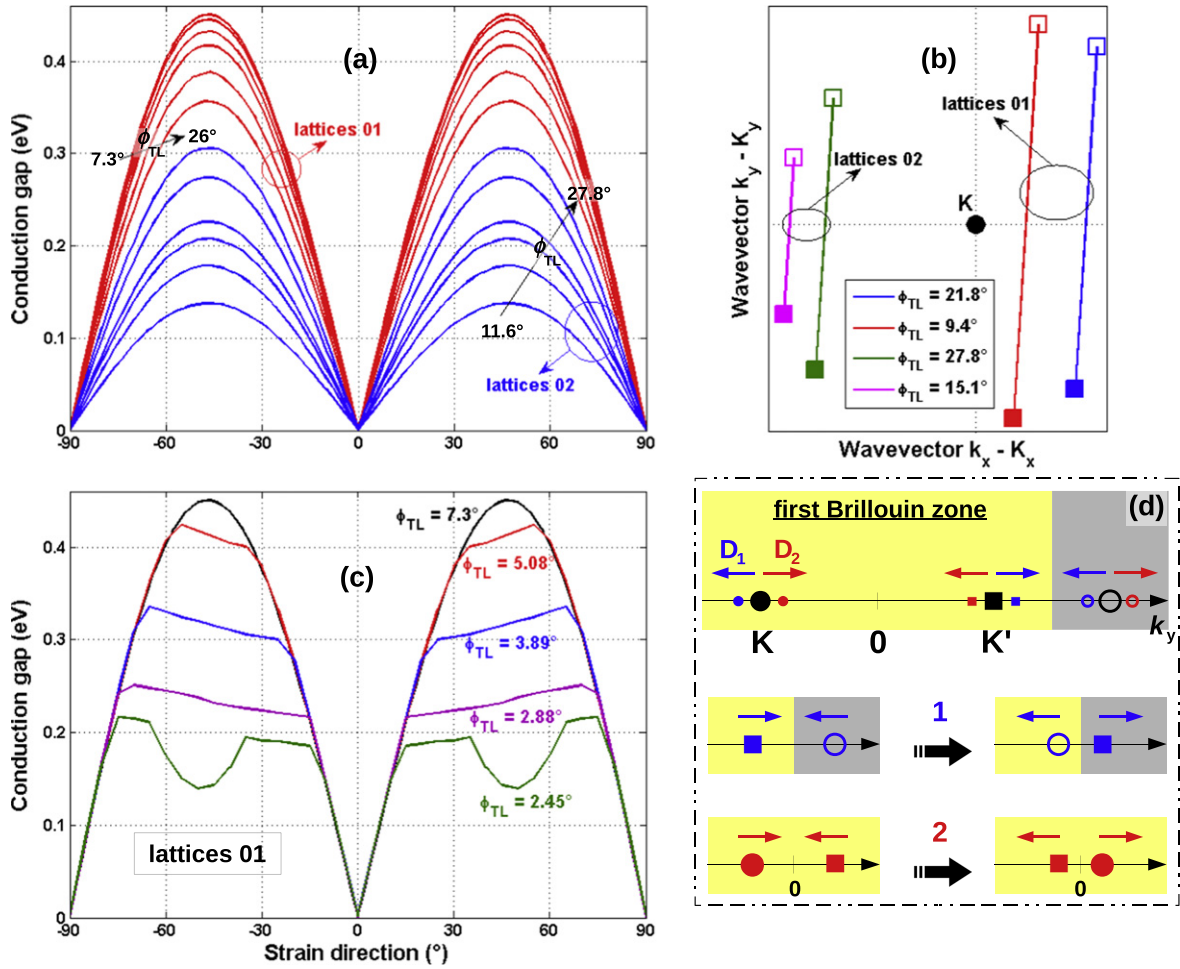 (a)
Conduction gap (eV)
0.4
0.3
0.2
0.1
0
-90
-60
-30
0
30
60
90
7.3°
ϕTL
26°
lattices 01
27.8°
ϕTL
11.6°
lattices 02
(b)
Wavevector ky - Ky
lattices 01
lattices 02
K
ϕTL = 21.8°
ϕTL = 9.4°
ϕTL = 27.8°
ϕTL = 15.1°
Wavevector kx - Kx
(c)
Conduction gap (eV)
0.4
0.3
0.2
0.1
0
ϕTL = 7.3°
ϕTL = 5.08°
ϕTL = 3.89°
ϕTL = 2.88°
ϕTL = 2.45°
lattices 01
-90
-60
-30
0
30
60
90
Strain direction (°)
first Brillouin zone
(d)
D1
D2
K
0
K'
ky
1
2
0
0